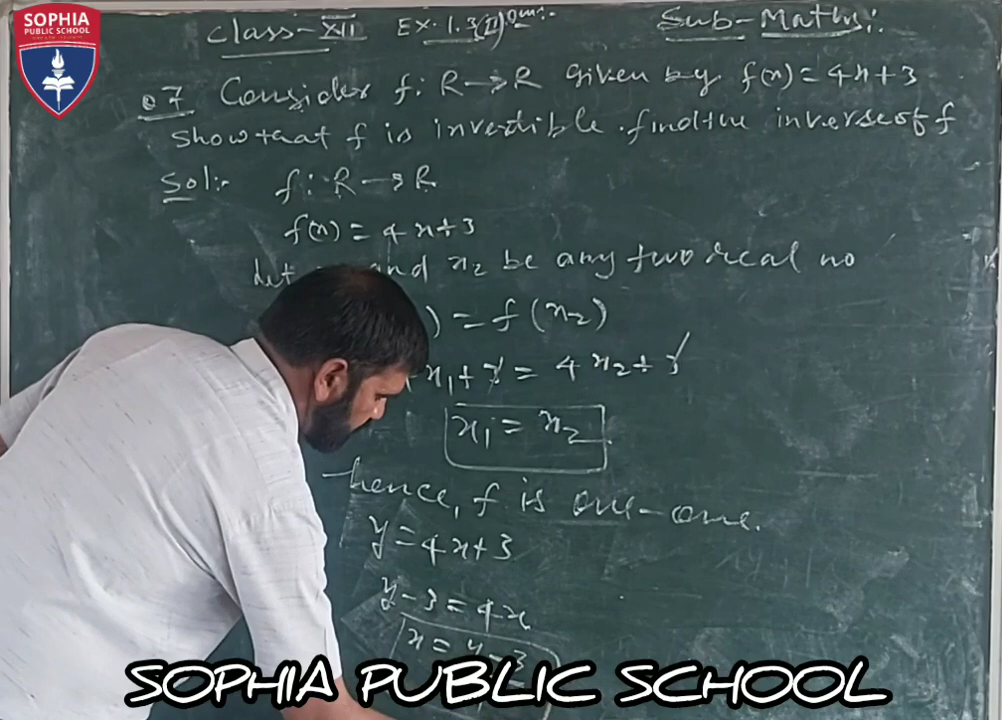 SOPHIA
PUBLIC SCHOOL
Class-XII Ex. 1.3(II) Sub-Maths:
Q7 Consider f: R→R given by f(x)=4x+3
Show that f is invertible. find the inverse of f
Sol:- f: R→R
f(x)=4x+3
Let and x₂ be any two real no
) = f(x₂)
x₁+3 = 4x₂+3
x₁ = x₂
hence, f is one-one.
y=4x+3
y-3=4x
x=y-3
SOPHIA PUBLIC SCHOOL